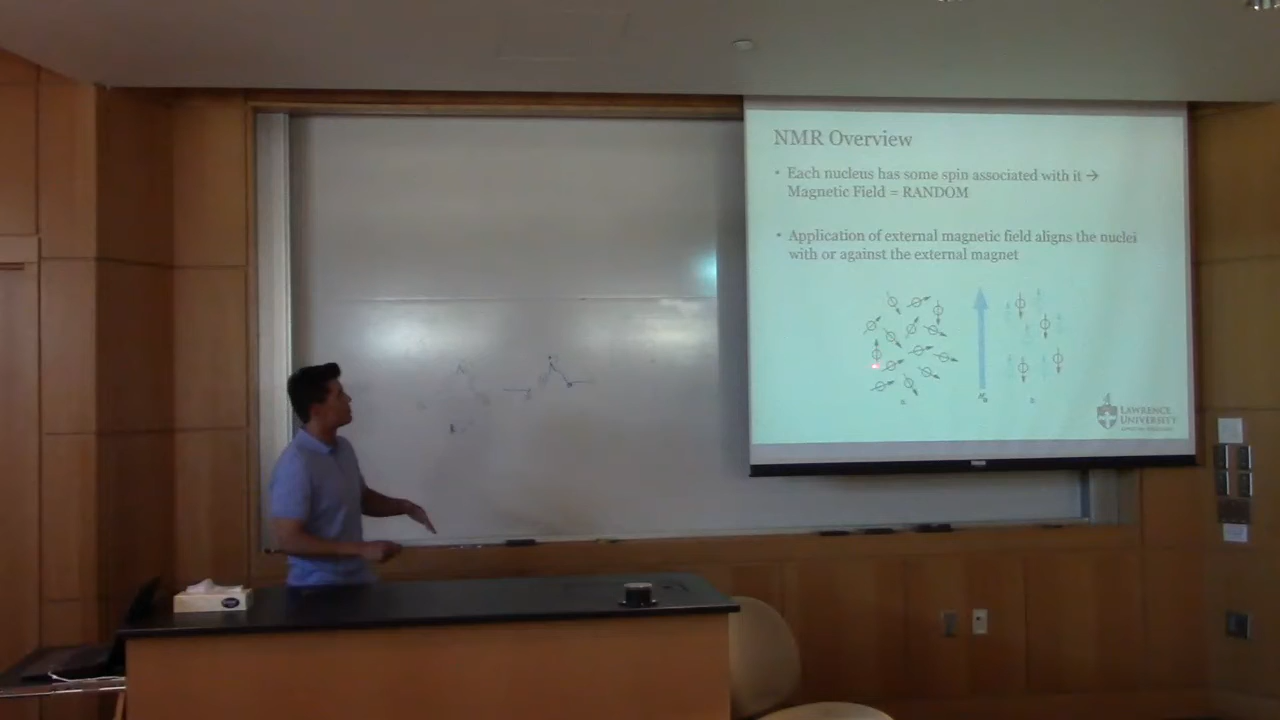 NMR Overview
• Each nucleus has some spin associated with it →
Magnetic Field = RANDOM
• Application of external magnetic field aligns the nuclei
with or against the external magnet
LAWRENCE
UNIVERSITY